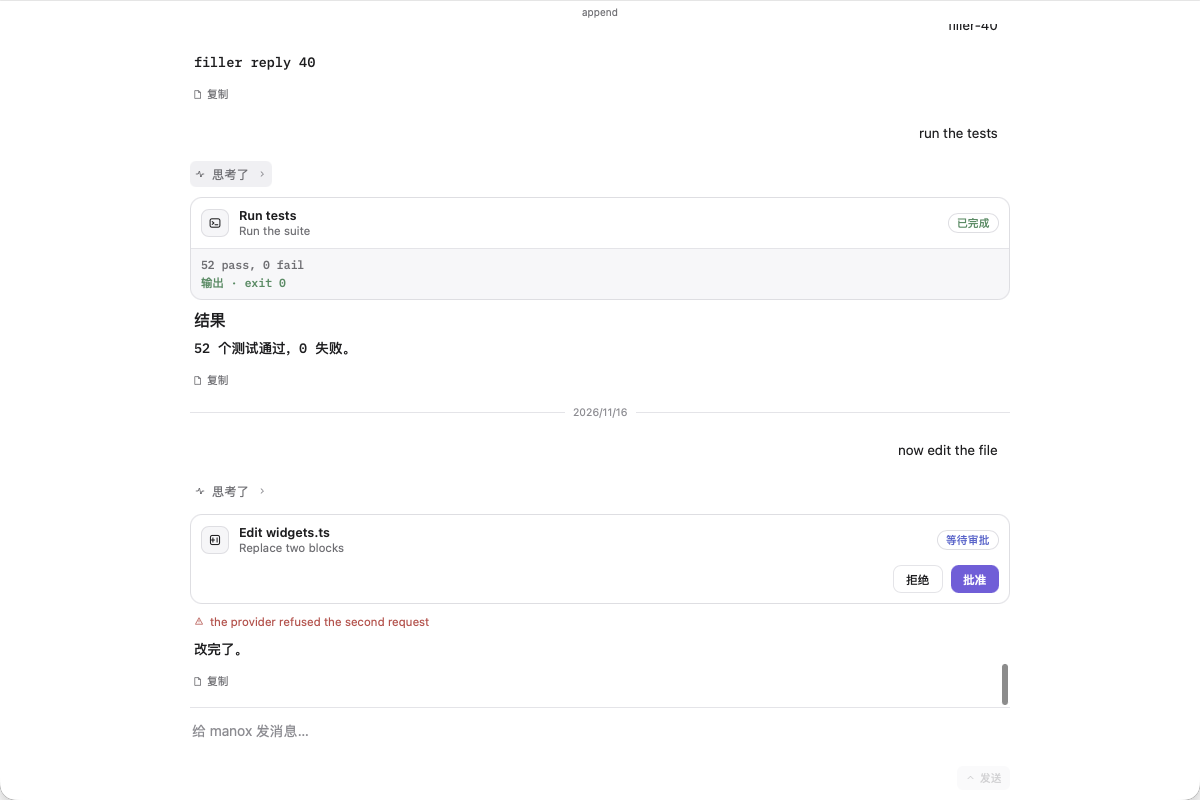 append
filler-40
filler reply 40
复制
run the tests
思考了
Run tests
Run the suite
已完成
52 pass, 0 fail
输出 · exit 0
结果
52 个测试通过，0 失败。
复制
2026/11/16
now edit the file
思考了
Edit widgets.ts
Replace two blocks
等待审批
拒绝
批准
the provider refused the second request
改完了。
复制
给 manox 发消息...
发送